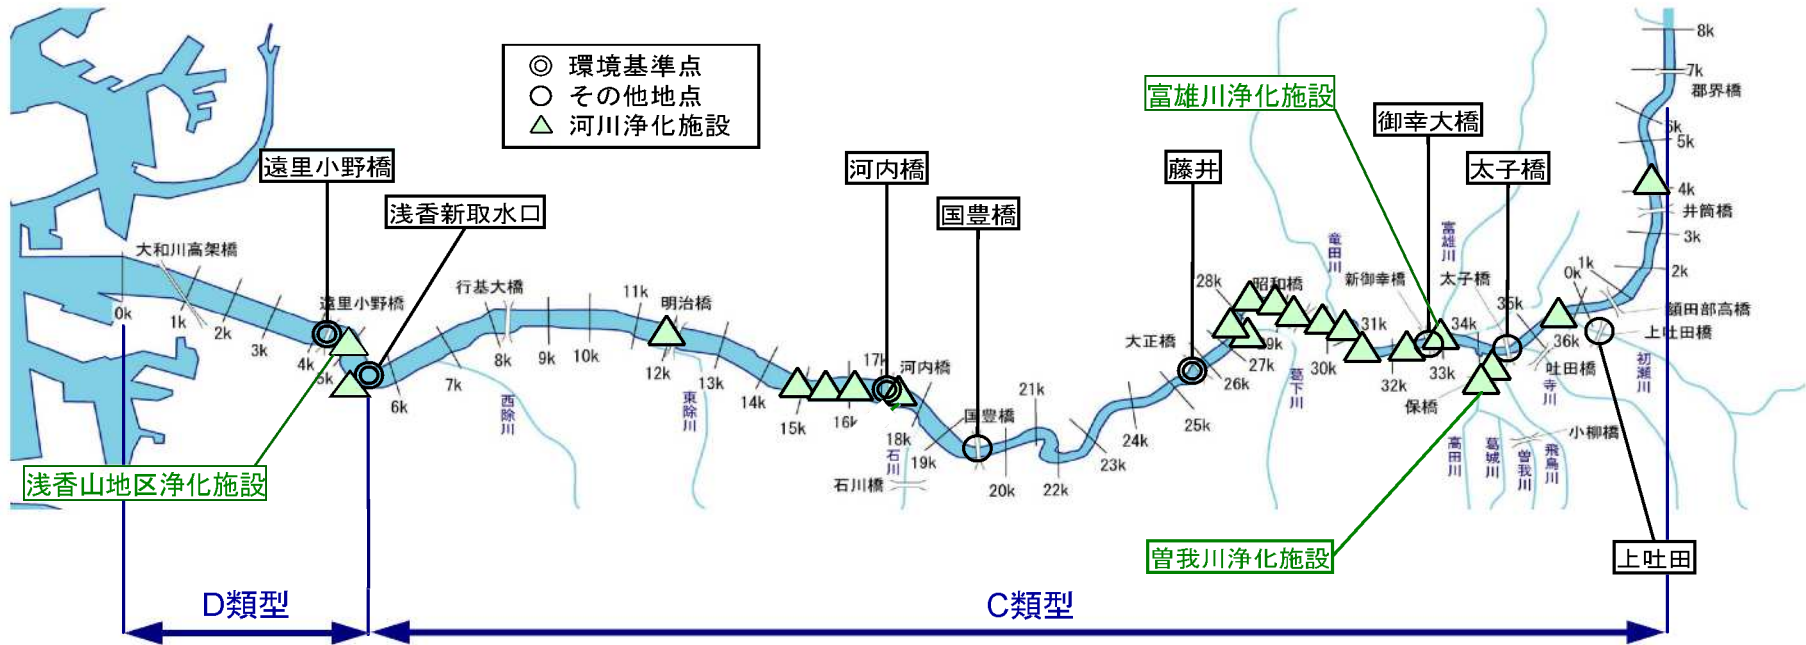 ◎ 環境基準点
○ その他地点
△ 河川浄化施設
遠里小野橋
浅香新取水口
河内橋
国豊橋
藤井
富雄川浄化施設
御幸大橋
太子橋
8k
7k
郡界橋
6k
5k
4k
井筒橋
3k
2k
1k
0k
額田部高橋
上吐田橋
初瀬川
大和川高架橋
0k
1k
2k
3k
遠里小野橋
4k
5k
6k
7k
行基大橋
8k
9k
10k
11k
明治橋
12k
13k
14k
15k
16k
17k
河内橋
18k
19k
国豊橋
20k
21k
22k
23k
24k
25k
26k
27k
28k
29k
大正橋
昭和橋
竜田川
30k
31k
32k
33k
新御幸橋
富雄川
34k
太子橋
35k
36k
吐田橋
寺川
保橋
小柳橋
西除川
東除川
石川
石川橋
葛下川
高田川
葛城川
曽我川
飛鳥川
浅香山地区浄化施設
曽我川浄化施設
上吐田
D類型
C類型